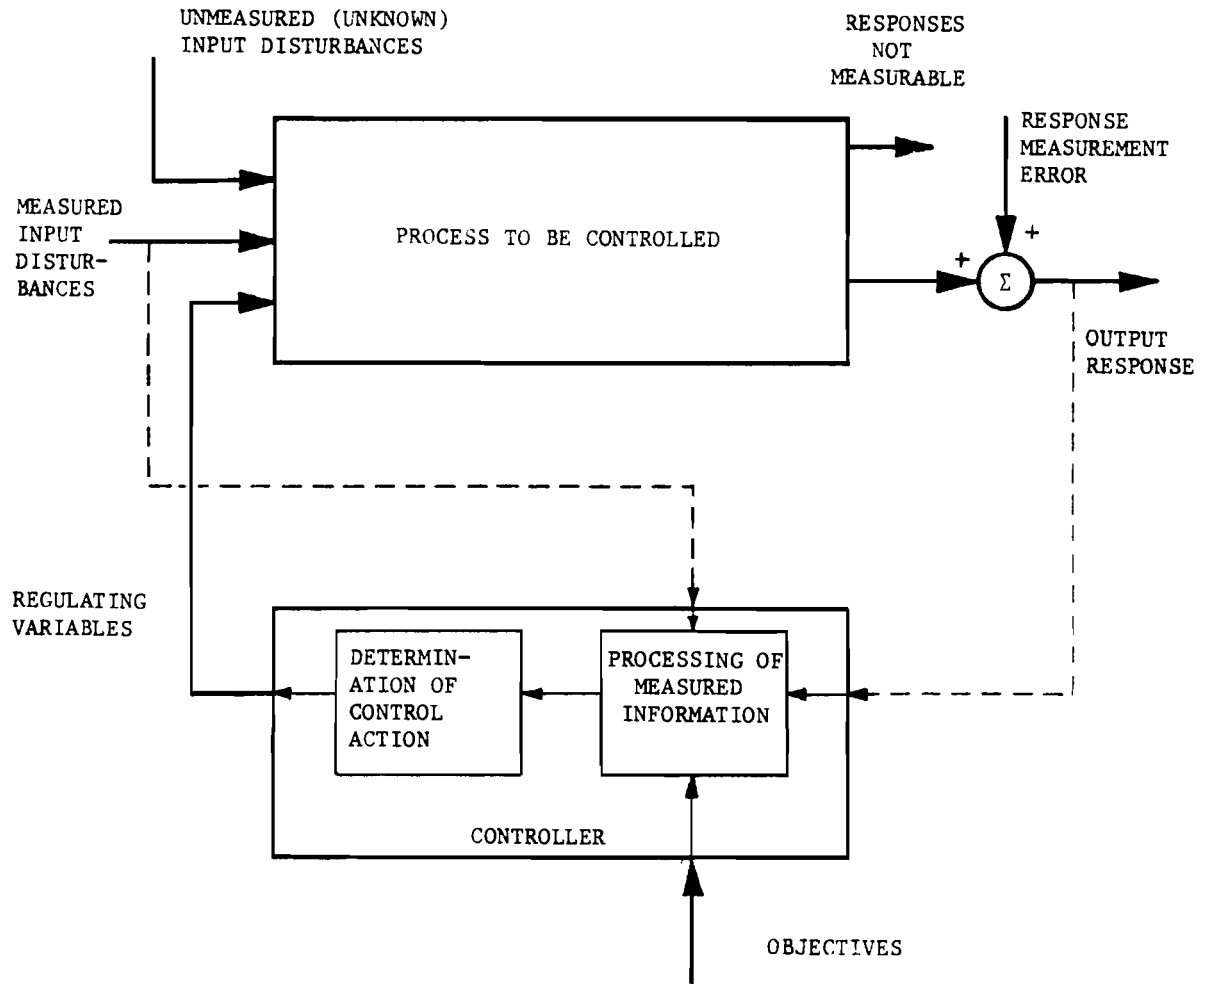 UNMEASURED (UNKNOWN)
INPUT DISTURBANCES
RESPONSES
NOT
MEASURABLE
RESPONSE
MEASUREMENT
ERROR
MEASURED
INPUT
DISTUR-
BANCES
PROCESS TO BE CONTROLLED
+
+
Σ
OUTPUT
RESPONSE
REGULATING
VARIABLES
DETERMIN-
ATION OF
CONTROL
ACTION
PROCESSING OF
MEASURED
INFORMATION
CONTROLLER
OBJECTIVES